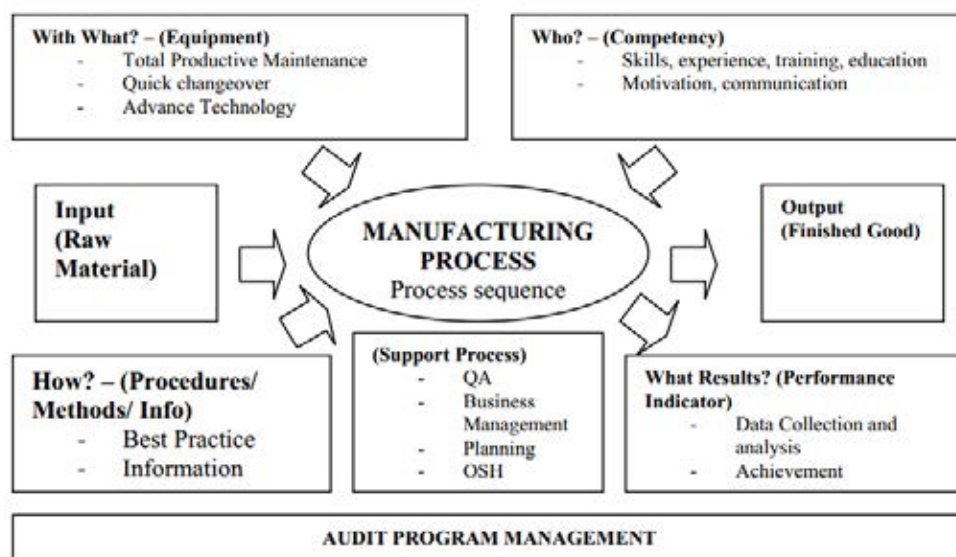 With What? – (Equipment)
- Total Productive Maintenance
- Quick changeover
- Advance Technology
Who? – (Competency)
- Skills, experience, training, education
- Motivation, communication
Input
(Raw
Material)
MANUFACTURING
PROCESS
Process sequence
Output
(Finished Good)
How? – (Procedures/
Methods/ Info)
- Best Practice
- Information
(Support Process)
- QA
- Business
Management
- Planning
- OSH
What Results? (Performance
Indicator)
- Data Collection and
analysis
- Achievement
AUDIT PROGRAM MANAGEMENT